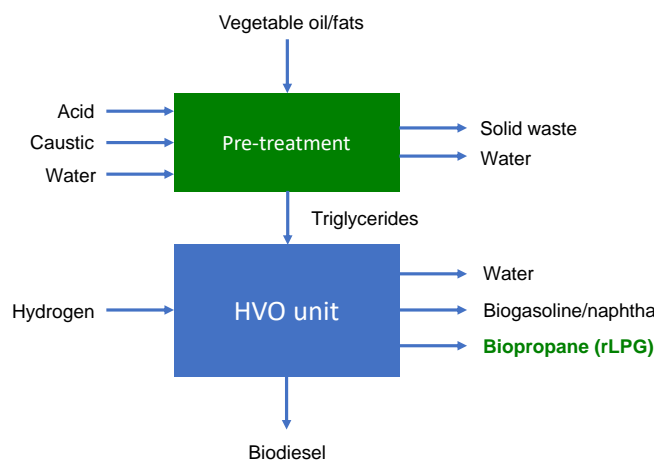 Vegetable oil/fats
Acid
Caustic
Water
Pre-treatment
Solid waste
Water
Triglycerides
Hydrogen
HVO unit
Water
Biogasoline/naphtha
Biopropane (rLPG)
Biodiesel